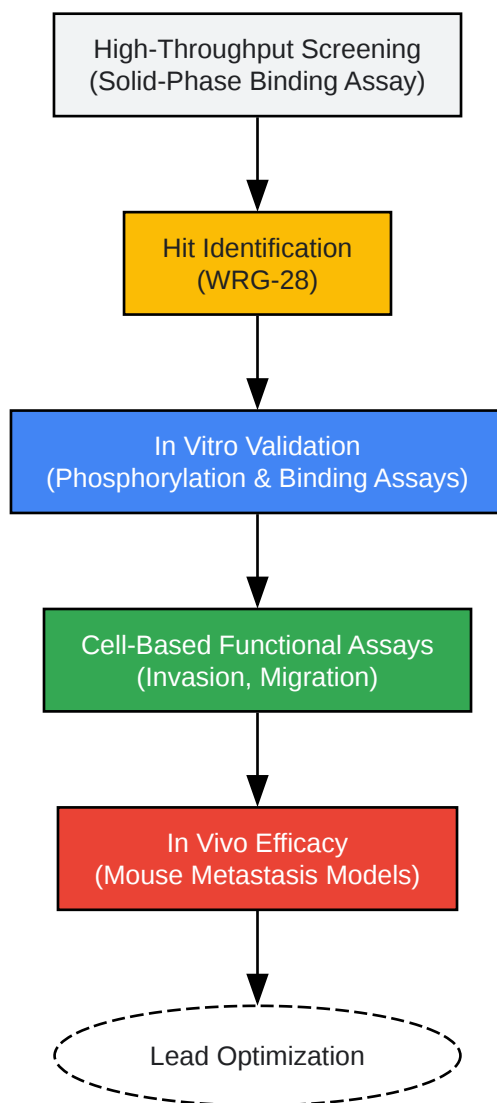 High-Throughput Screening
(Solid-Phase Binding Assay)
Hit Identification
(WRG-28)
In Vitro Validation
(Phosphorylation & Binding Assays)
Cell-Based Functional Assays
(Invasion, Migration)
In Vivo Efficacy
(Mouse Metastasis Models)
Lead Optimization